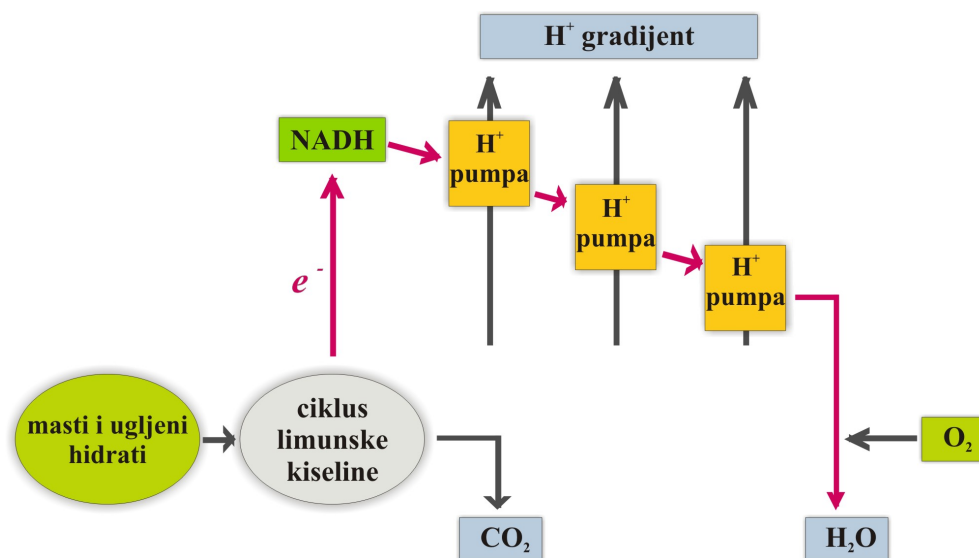 H⁺ gradijent
NADH
H⁺
pumpa
H⁺
pumpa
H⁺
pumpa
e⁻
masti i ugljeni
hidrati
ciklus
limunske
kiseline
O₂
CO₂
H₂O